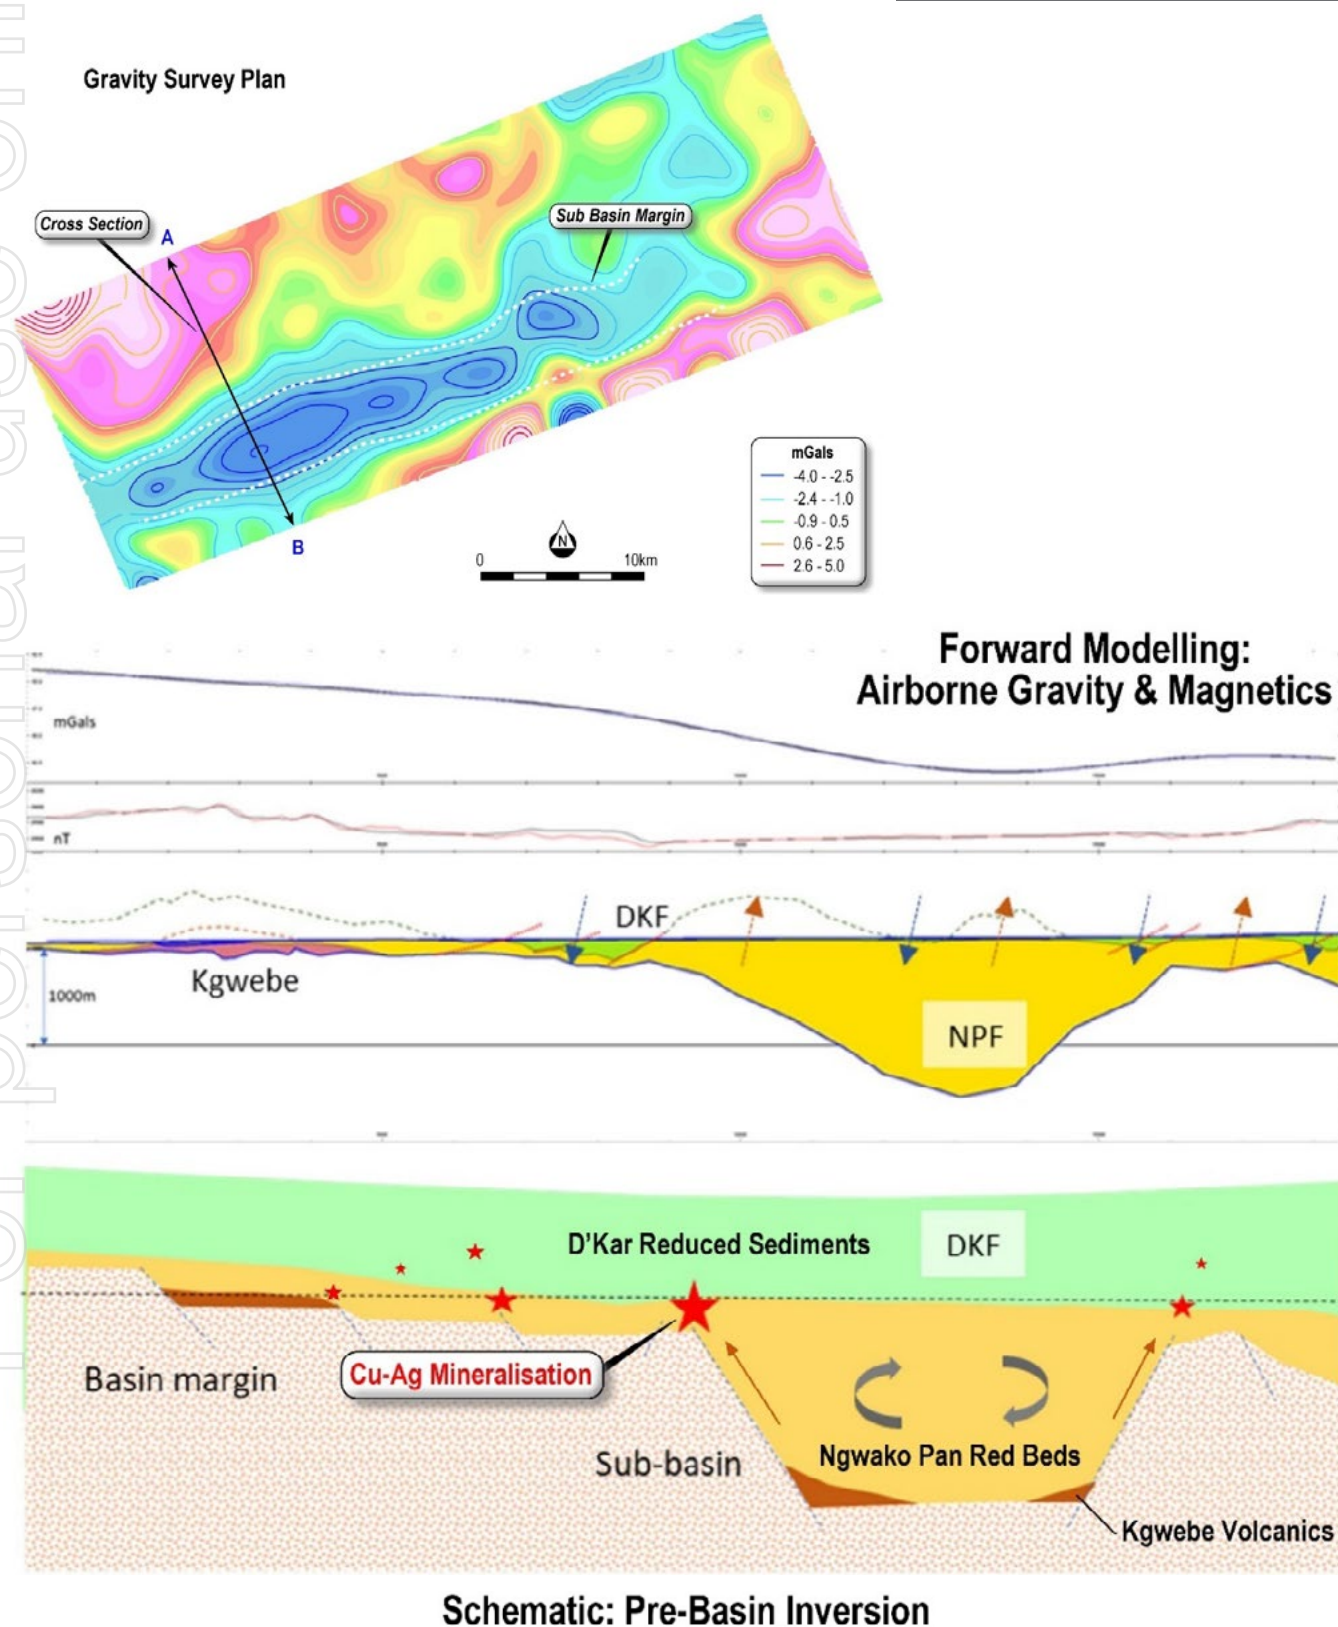 Gravity Survey Plan
Cross Section
A
Sub Basin Margin
B
N
0 10km
mGals
-4.0 - -2.5
-2.4 - -1.0
-0.9 - 0.5
0.6 - 2.5
2.6 - 5.0
Forward Modelling:
Airborne Gravity & Magnetics
mGals
nT
DKF
Kgwebe
1000m
NPF
D'Kar Reduced Sediments
DKF
Cu-Ag Mineralisation
Basin margin
Sub-basin
Ngwako Pan Red Beds
Kgwebe Volcanics
Schematic: Pre-Basin Inversion